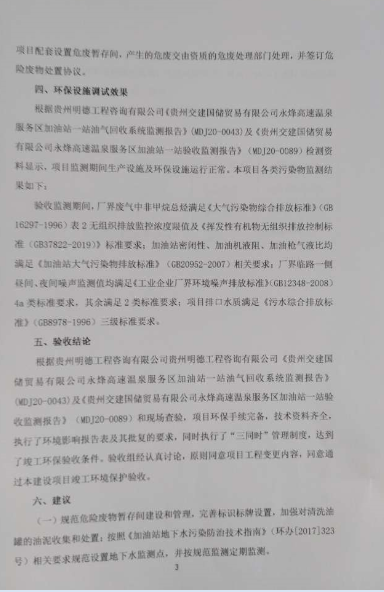 项目配套设置危废暂存间，产生的危废交由资质的危废处理部门处理，并签订危
险废物处置协议。
四、环保设施调试效果
根据贵州明德工程咨询有限公司《贵州交建国储贸易有限公司永烽高速温泉
服务区加油站一站油气回收系统监测报告》(MDJ20-0043)及《贵州交建国储贸易
有限公司永烽高速温泉服务区加油站一站验收监测报告》（MDJ20-0089）检测资
料显示，项目监测期间生产设施及环保设施运行正常，本项目各类污染物监测结
果如下：
验收监测期间，厂界废气中非甲烷总烃满足《大气污染物综合排放标准》（GB
16297-1996）表 2 无组织排放监控浓度限值及《挥发性有机物无组织排放控制标
准（GB37822-2019)》标准要求；加油站密闭性、加油机液阻、加油枪气液比均
满足《加油站大气污染物排放标准》（GB20952-2007）相关要求；厂界临路一侧
昼间、夜间噪声监测值均满足《工业企业厂界环境噪声排放标准》(GB12348-2008)
4a 类标准要求，其余满足 2 类标准要求；项目排口水质满足《污水综合排放标
准》（GB8978-1996）三级标准要求。
五、验收结论
根据贵州明德工程咨询有限公司贵州明德工程咨询有限公司《贵州交建国
储贸易有限公司永烽高速温泉服务区加油站一站油气回收系统监测报告》
(MDJ20-0043)及《贵州交建国储贸易有限公司永烽高速温泉服务区加油站一站验
收监测报告》（MDJ20-0089）和现场查验，项目环保手续完备，技术资料齐全，
执行了环境影响报告表及其批复的要求，同时执行了“三同时”管理制度，达到
了竣工环保验收条件。验收组经认真讨论，原则同意项目工程变更内容，同意通
过本建设项目竣工环境保护验收。
六、建议
（一）规范危险废物暂存间建设和管理，完善标识标牌设置，加强对清洗油
罐的油泥收集和处置；按照《加油站地下水污染防治技术指南》（环办[2017]323
号）相关要求规范设置地下水监测点，并按规范监测定期监测。
3